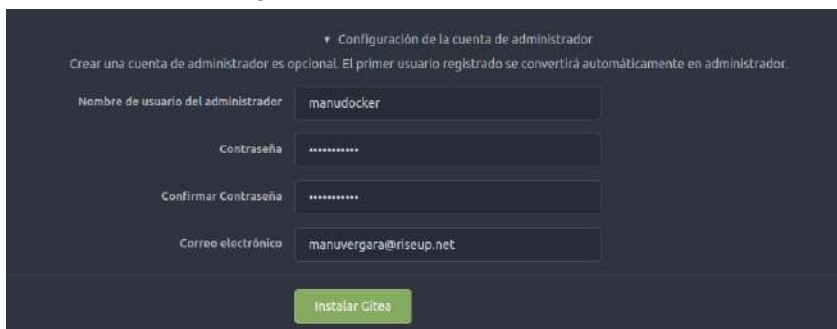 ▾ Configuración de la cuenta de administrador
Crear una cuenta de administrador es opcional. El primer usuario registrado se convertirá automáticamente en administrador.
Nombre de usuario del administrador manudocker
Contraseña •••••••••••
Confirmar Contraseña •••••••••••
Correo electrónico manuvergara@riseup.net
Instalar Gitea